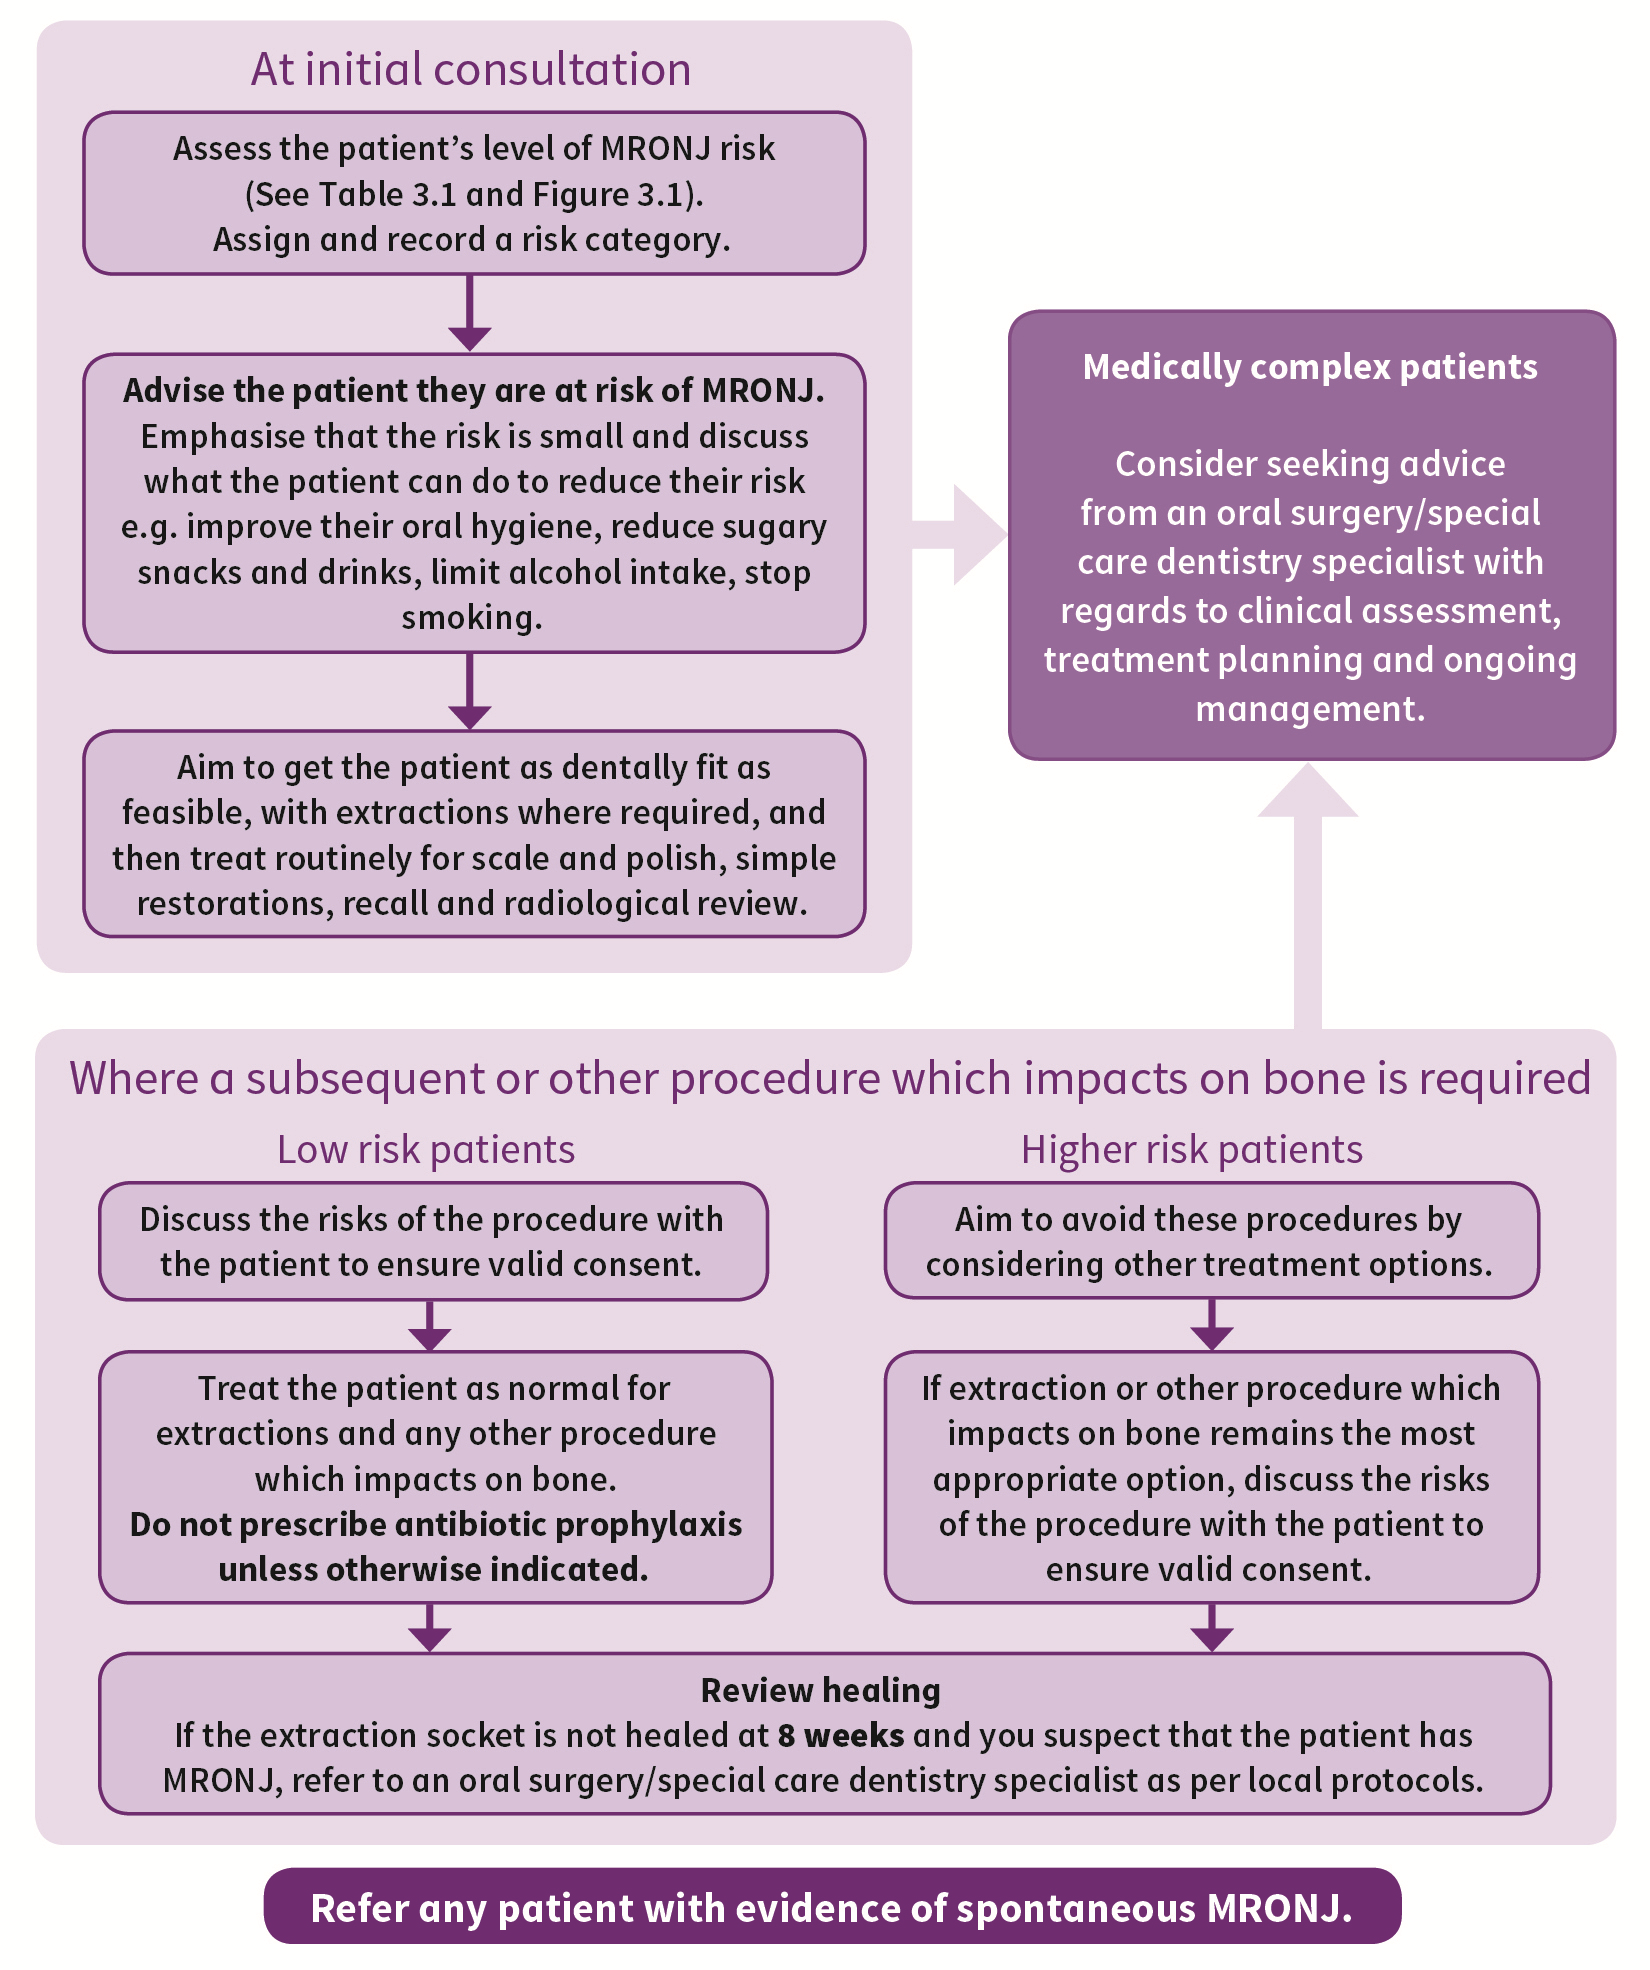 At initial consultation
Assess the patient’s level of MRONJ risk
(See Table 3.1 and Figure 3.1).
Assign and record a risk category.
Advise the patient they are at risk of MRONJ.
Emphasise that the risk is small and discuss
what the patient can do to reduce their risk
e.g. improve their oral hygiene, reduce sugary
snacks and drinks, limit alcohol intake, stop
smoking.
Aim to get the patient as dentally fit as
feasible, with extractions where required, and
then treat routinely for scale and polish, simple
restorations, recall and radiological review.
Medically complex patients
Consider seeking advice
from an oral surgery/special
care dentistry specialist with
regards to clinical assessment,
treatment planning and ongoing
management.
Where a subsequent or other procedure which impacts on bone is required
Low risk patients
Discuss the risks of the procedure with
the patient to ensure valid consent.
Treat the patient as normal for
extractions and any other procedure
which impacts on bone.
Do not prescribe antibiotic prophylaxis
unless otherwise indicated.
Higher risk patients
Aim to avoid these procedures by
considering other treatment options.
If extraction or other procedure which
impacts on bone remains the most
appropriate option, discuss the risks
of the procedure with the patient to
ensure valid consent.
Review healing
If the extraction socket is not healed at 8 weeks and you suspect that the patient has
MRONJ, refer to an oral surgery/special care dentistry specialist as per local protocols.
Refer any patient with evidence of spontaneous MRONJ.